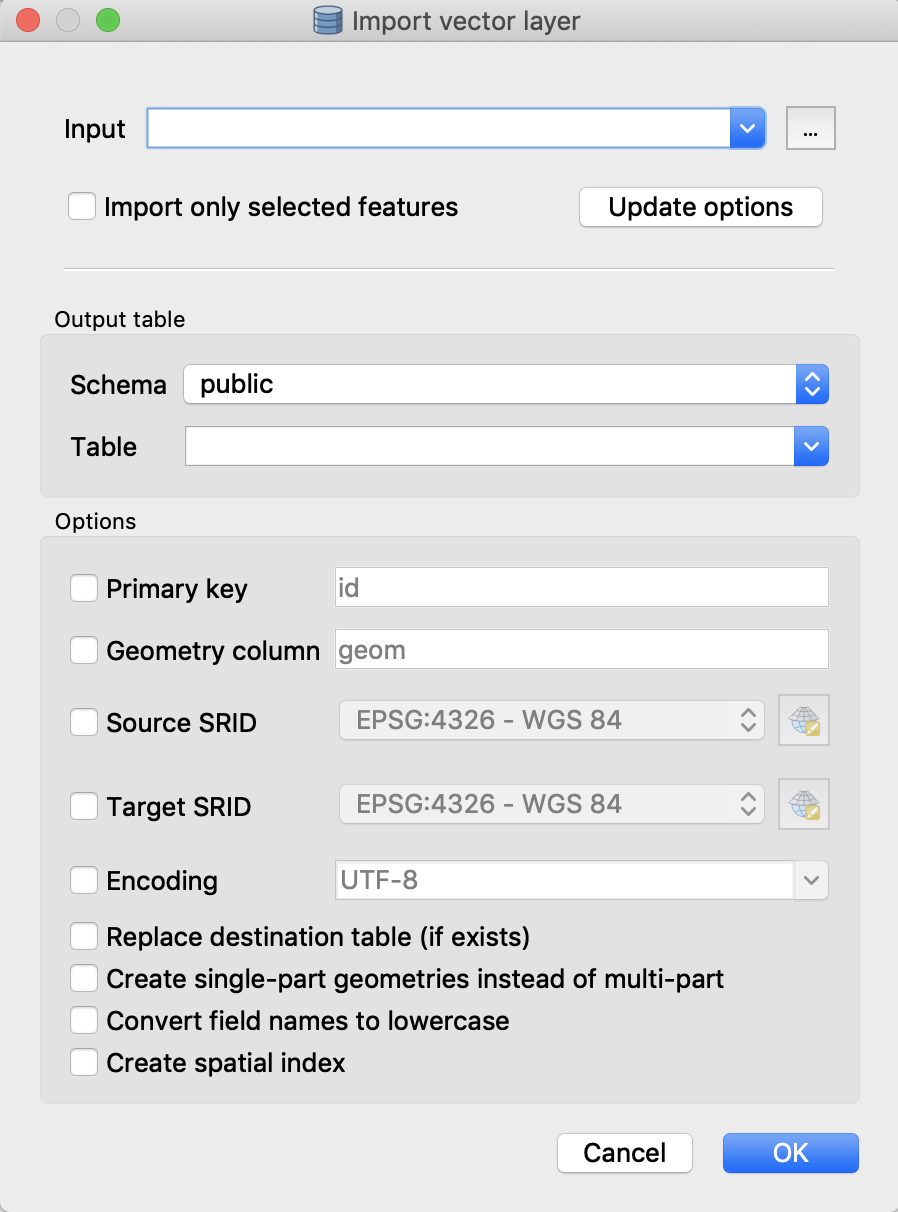 Import vector layer
Input
...
Import only selected features
Update options
Output table
Schema public
Table
Options
Primary key id
Geometry column geom
Source SRID EPSG:4326 - WGS 84
Target SRID EPSG:4326 - WGS 84
Encoding UTF-8
Replace destination table (if exists)
Create single-part geometries instead of multi-part
Convert field names to lowercase
Create spatial index
Cancel OK